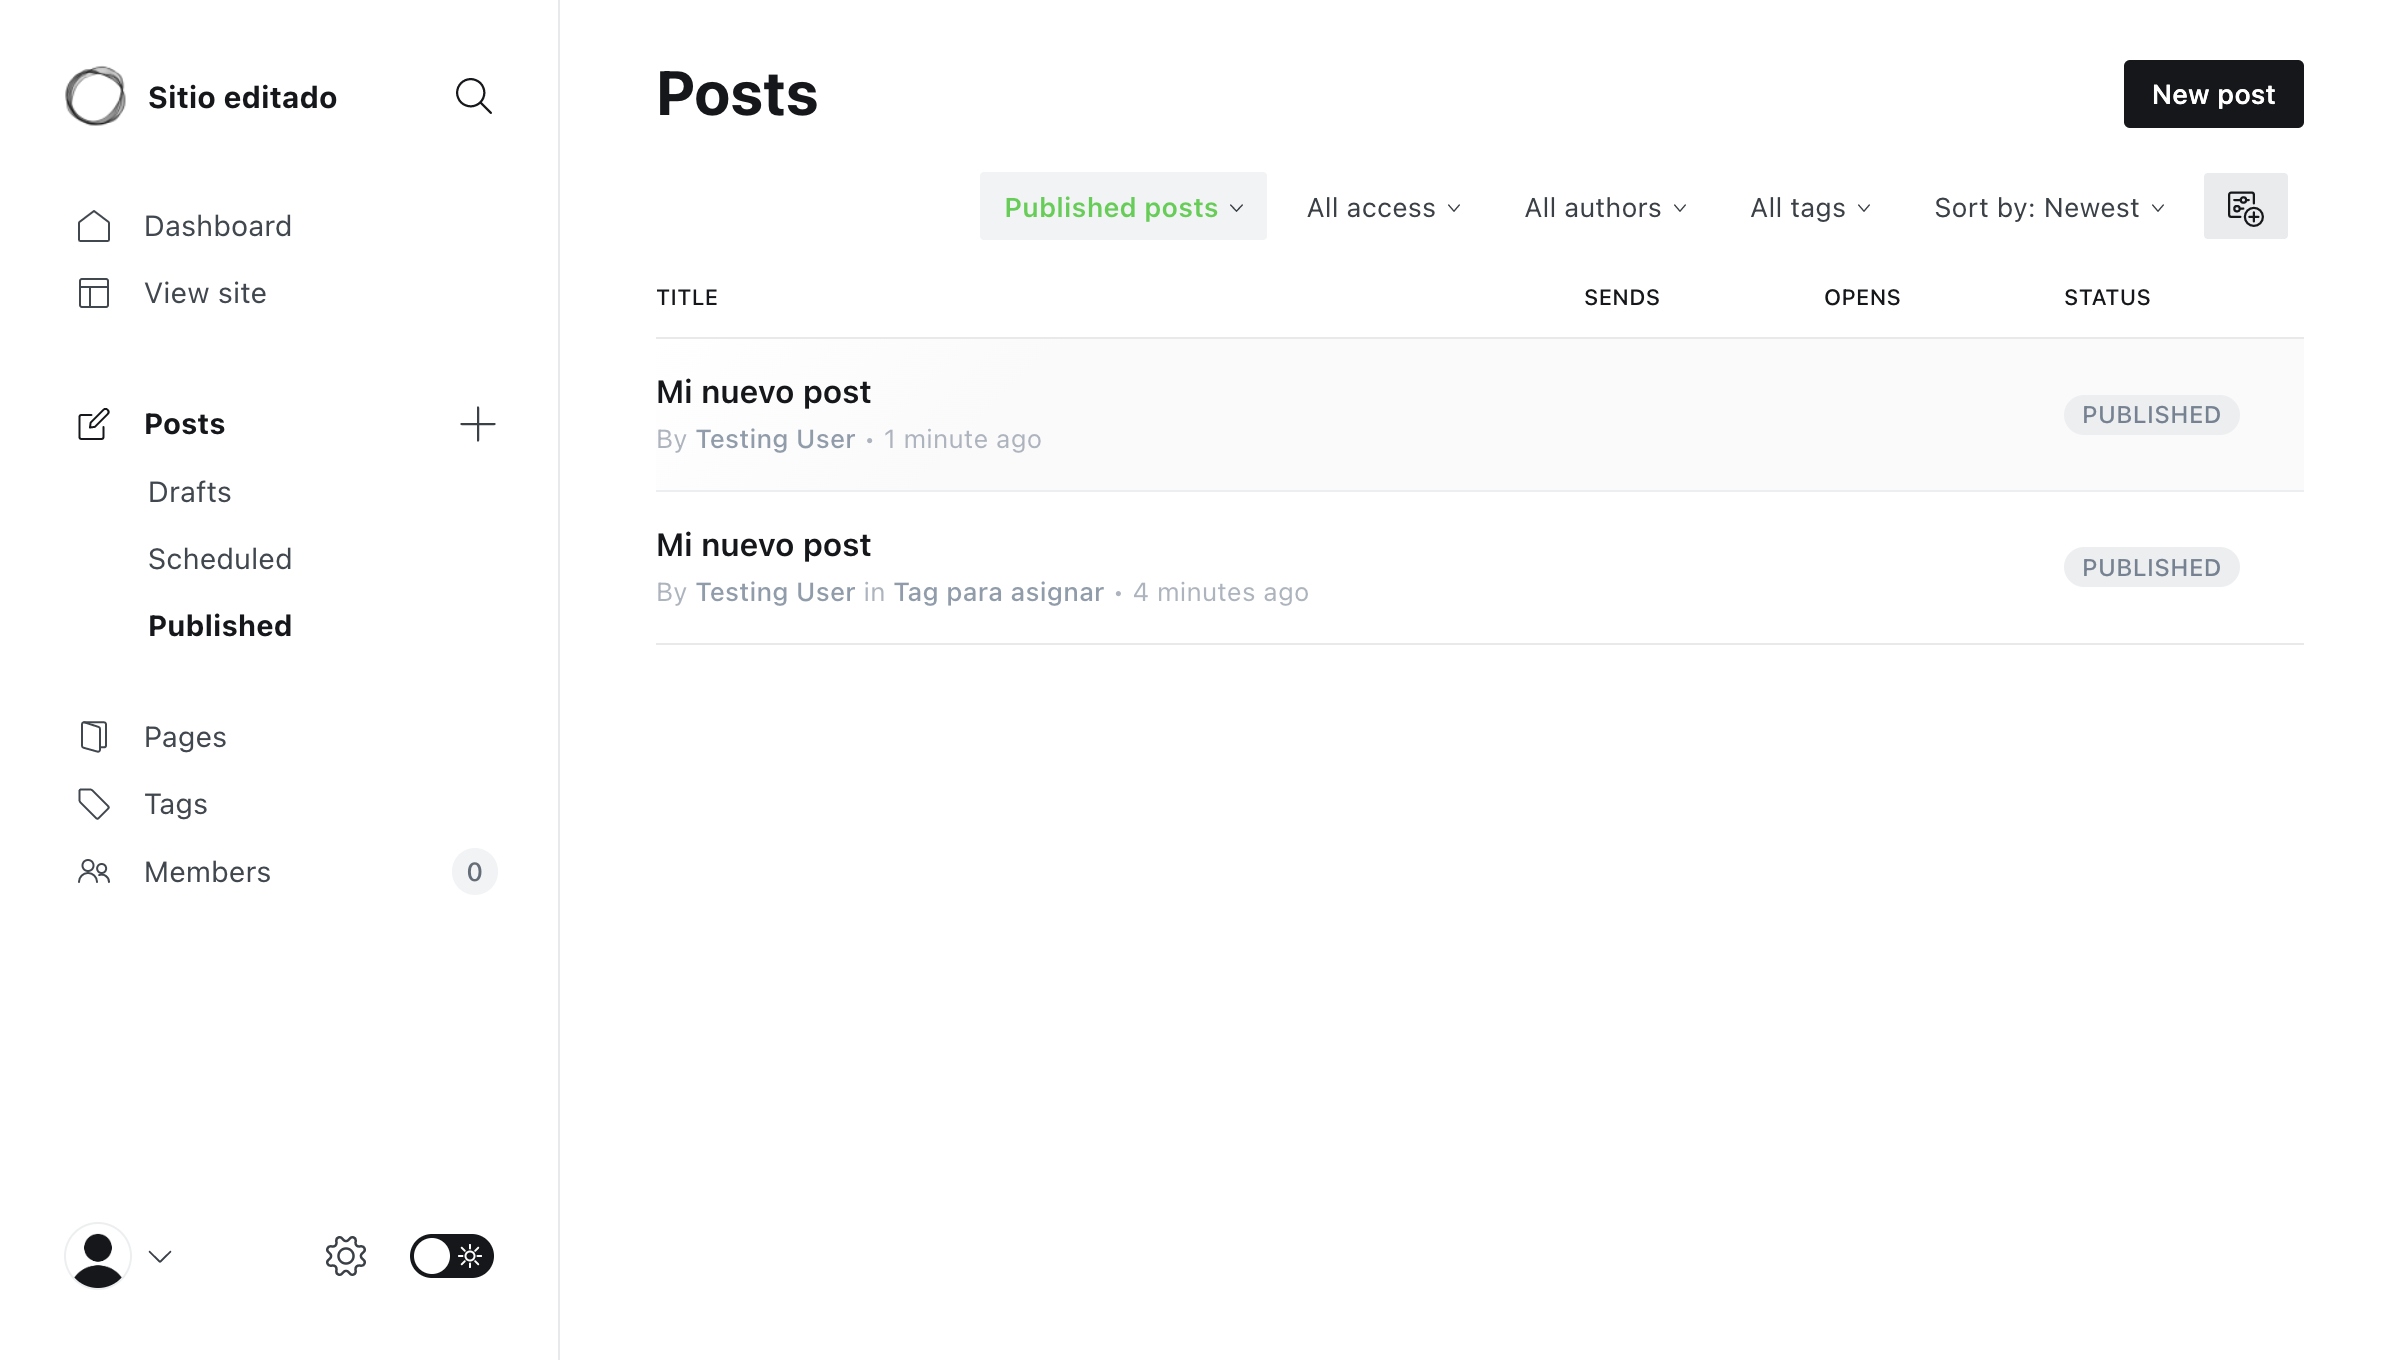 Sitio editado
Dashboard
View site
Posts
Drafts
Scheduled
Published
Pages
Tags
Members 0
Posts
New post
Published posts All access All authors All tags Sort by: Newest
TITLE SENDS OPENS STATUS
Mi nuevo post
By Testing User • 1 minute ago
PUBLISHED
Mi nuevo post
By Testing User in Tag para asignar • 4 minutes ago
PUBLISHED